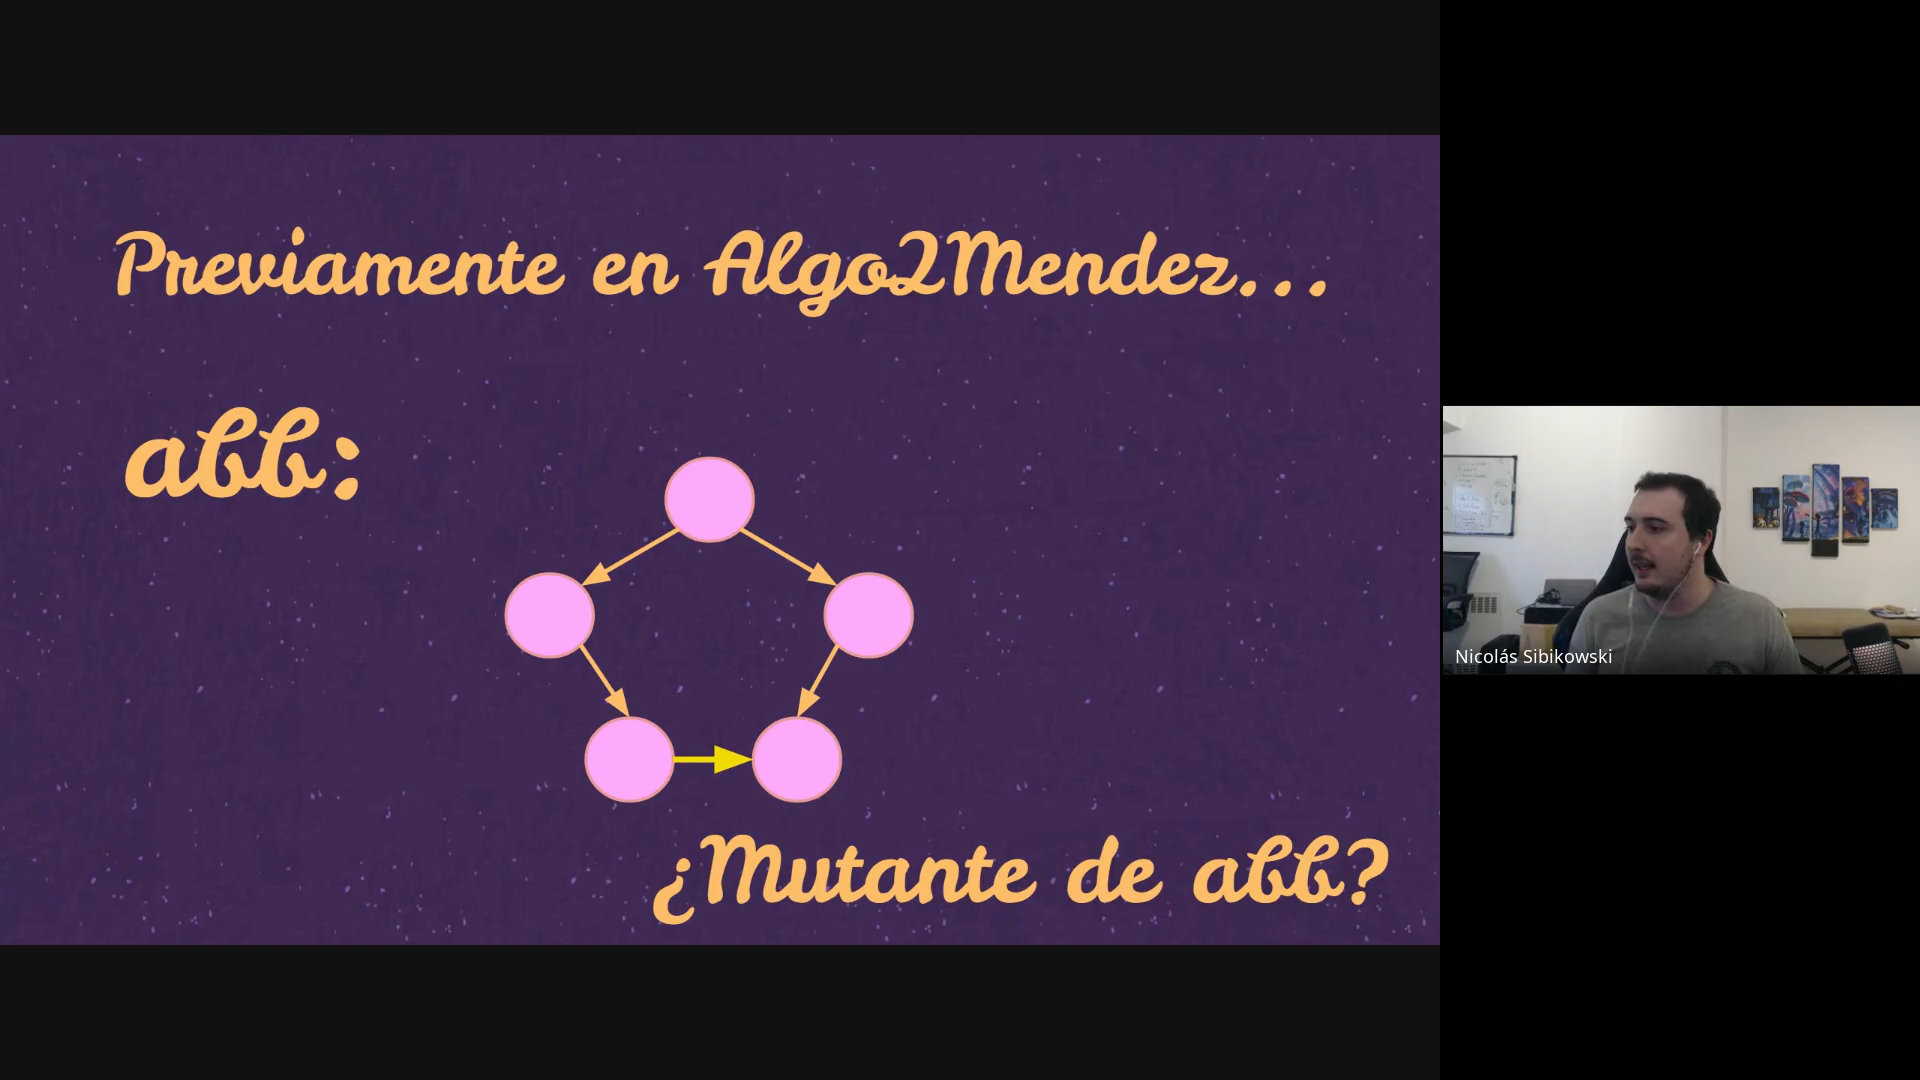 Previamente en Algo2Mendez...
abb:
¿Mutante de abb?
Nicolás Sibikowski